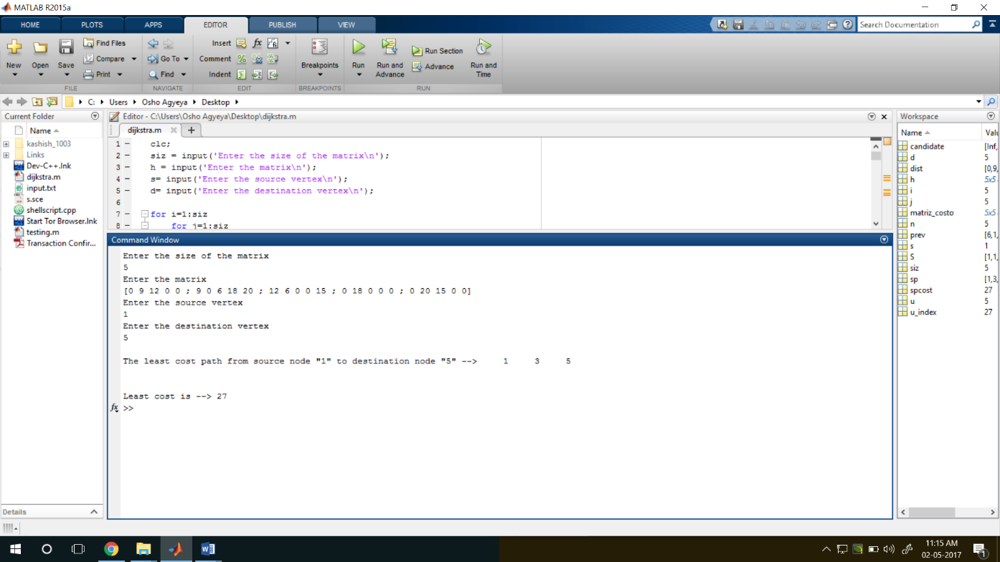 MATLAB R2015a
HOME PLOTS APPS EDITOR PUBLISH VIEW
Search Documentation
New Open Save Find Files Compare Print
Go To Find
Insert fx
Comment %
Indent
Breakpoints
Run Run and Advance Run Section Advance Run and Time
FILE NAVIGATE EDIT BREAKPOINTS RUN
C: Users Osho Agyeya Desktop
Current Folder
Name
kashish_1003
Links
Dev-C++.lnk
dijkstra.m
input.txt
s.sce
shellscript.cpp
Start Tor Browser.lnk
testing.m
Transaction Confir...
Details
Editor - C:\Users\Osho Agyeya\Desktop\dijkstra.m
dijkstra.m
1 – clc;
2 – siz = input('Enter the size of the matrix\n');
3 – h = input('Enter the matrix\n');
4 – s= input('Enter the source vertex\n');
5 – d= input('Enter the destination vertex\n');
6
7 – for i=1:siz
8 – for j=1:siz
Command Window
Enter the size of the matrix
5
Enter the matrix
[0 9 12 0 0 ; 9 0 6 18 20 ; 12 6 0 0 15 ; 0 18 0 0 0 ; 0 20 15 0 0]
Enter the source vertex
1
Enter the destination vertex
5
The least cost path from source node "1" to destination node "5" --> 1 3 5
Least cost is --> 27
fx >>
Workspace
Name Valu
candidate [Inf,
d 5
dist [0,9,
h 5x5
i 5
j 5
matriz_costo 5x5
n 5
prev [6,1,
s 1
S [1,1,
siz 5
sp [1,3,
spcost 27
u 5
u_index 27
11:15 AM
02-05-2017
1